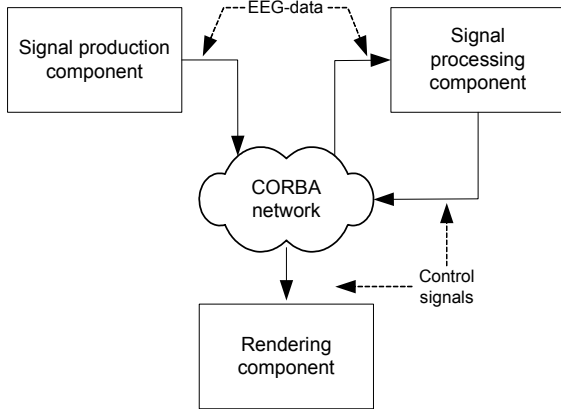 EEG-data
Signal production
component
Signal
processing
component
CORBA
network
Control
signals
Rendering
component